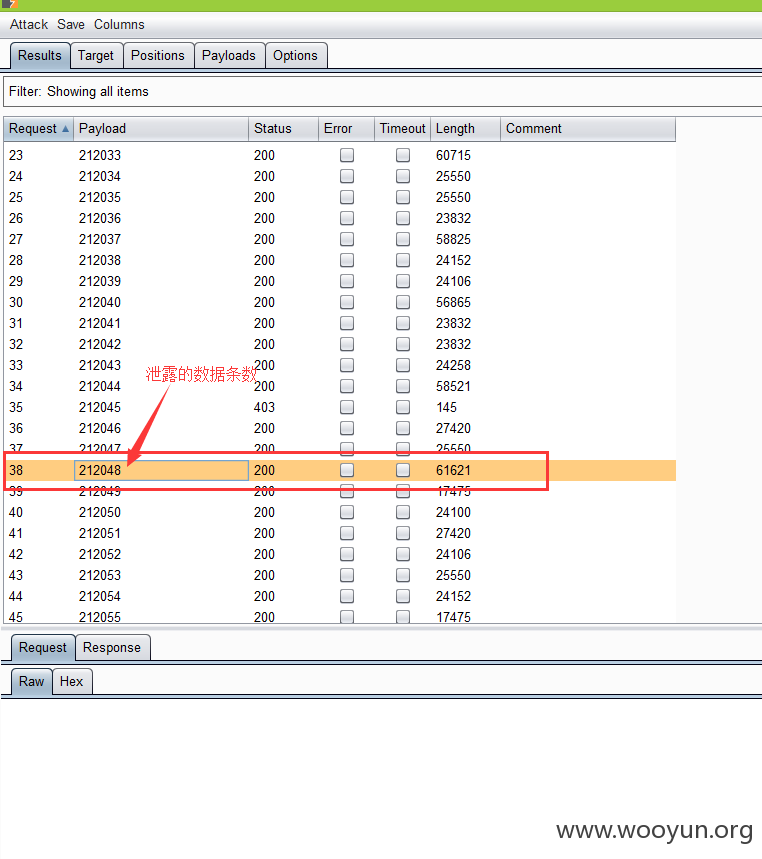 Attack Save Columns
Results Target Positions Payloads Options
Filter: Showing all items
Request Payload Status Error Timeout Length Comment
23 212033 200 60715
24 212034 200 25550
25 212035 200 25550
26 212036 200 23832
27 212037 200 58825
28 212038 200 24152
29 212039 200 24106
30 212040 200 56865
31 212041 200 23832
32 212042 200 23832
33 212043 200 24258
泄露的数据条数
34 212044 200 58521
35 212045 403 145
36 212046 200 27420
37 212047 200 25550
38 212048 200 61621
39 212049 200 17475
40 212050 200 24100
41 212051 200 27420
42 212052 200 24106
43 212053 200 25550
44 212054 200 24152
45 212055 200 17475
Request Response
Raw Hex
www.wooyun.org